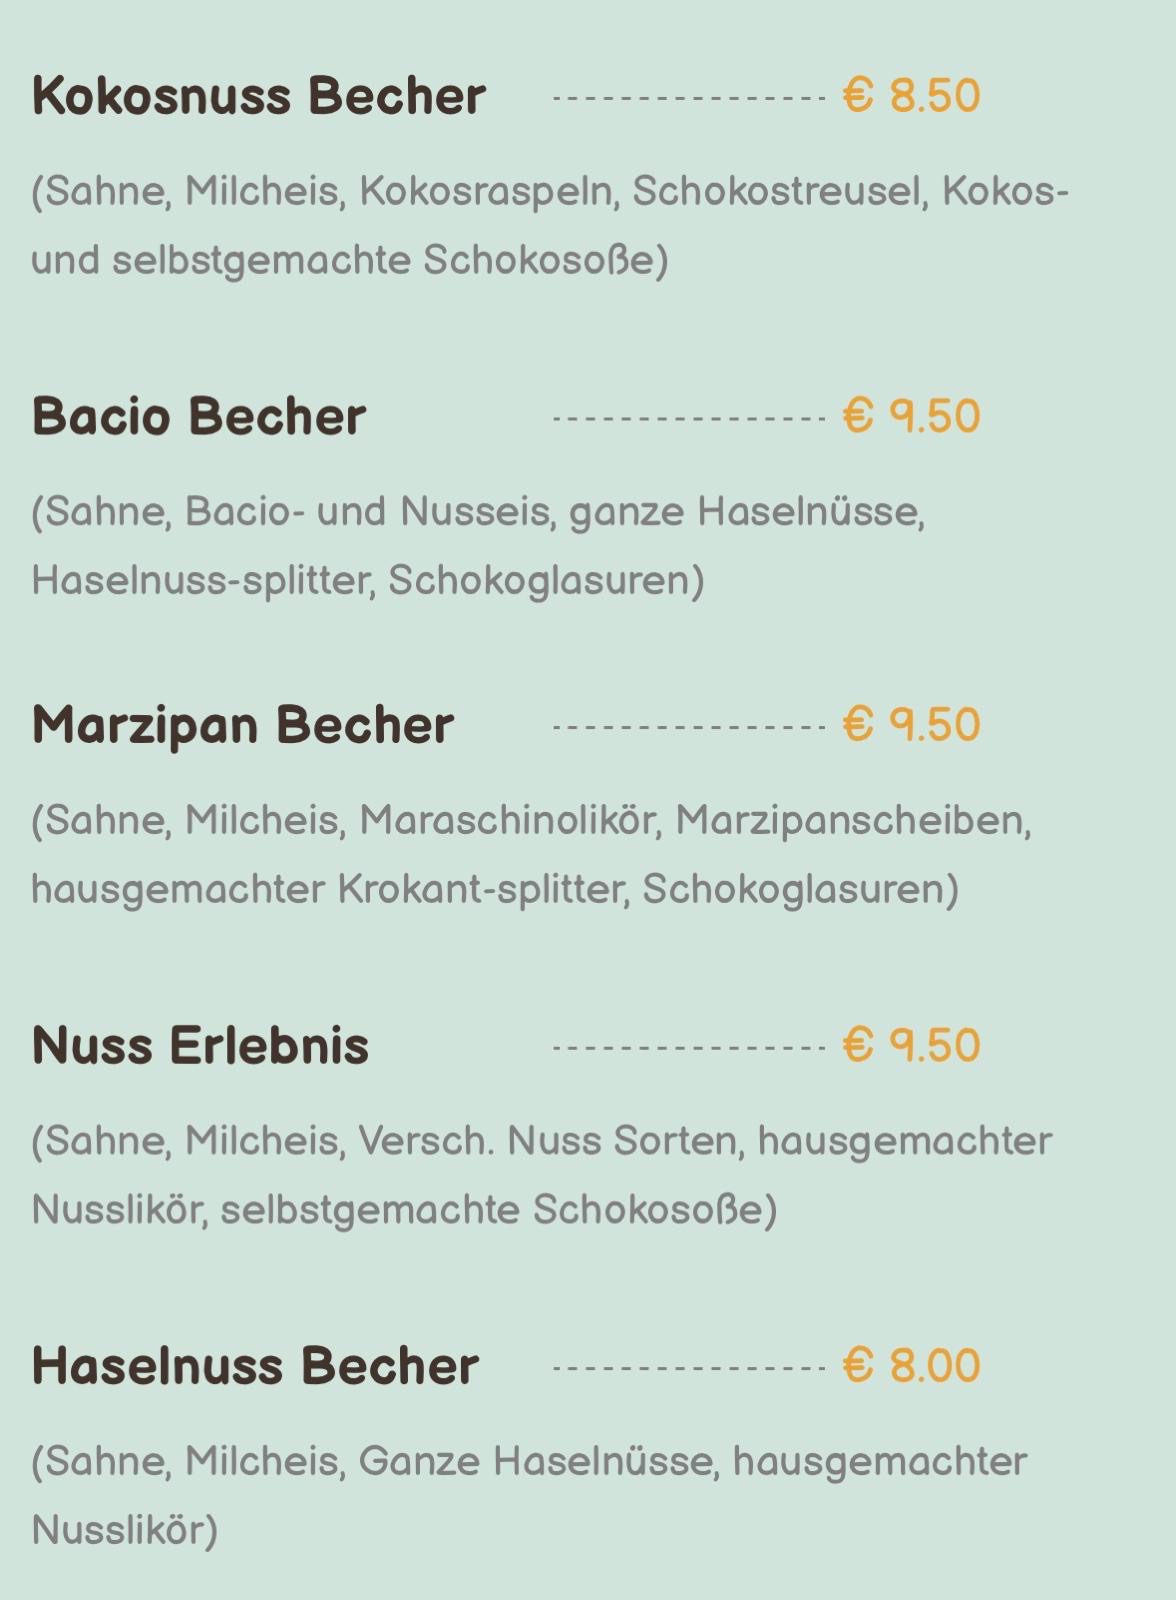 Kokosnuss Becher € 8.50
(Sahne, Milcheis, Kokosraspeln, Schokostreusel, Kokos-
und selbstgemachte Schokosoße)
Bacio Becher € 9.50
(Sahne, Bacio- und Nusseis, ganze Haselnüsse,
Haselnuss-splitter, Schokoglasuren)
Marzipan Becher € 9.50
(Sahne, Milcheis, Maraschinolikör, Marzipanscheiben,
hausgemachter Krokant-splitter, Schokoglasuren)
Nuss Erlebnis € 9.50
(Sahne, Milcheis, Versch. Nuss Sorten, hausgemachter
Nusslikör, selbstgemachte Schokosoße)
Haselnuss Becher € 8.00
(Sahne, Milcheis, Ganze Haselnüsse, hausgemachter
Nusslikör)